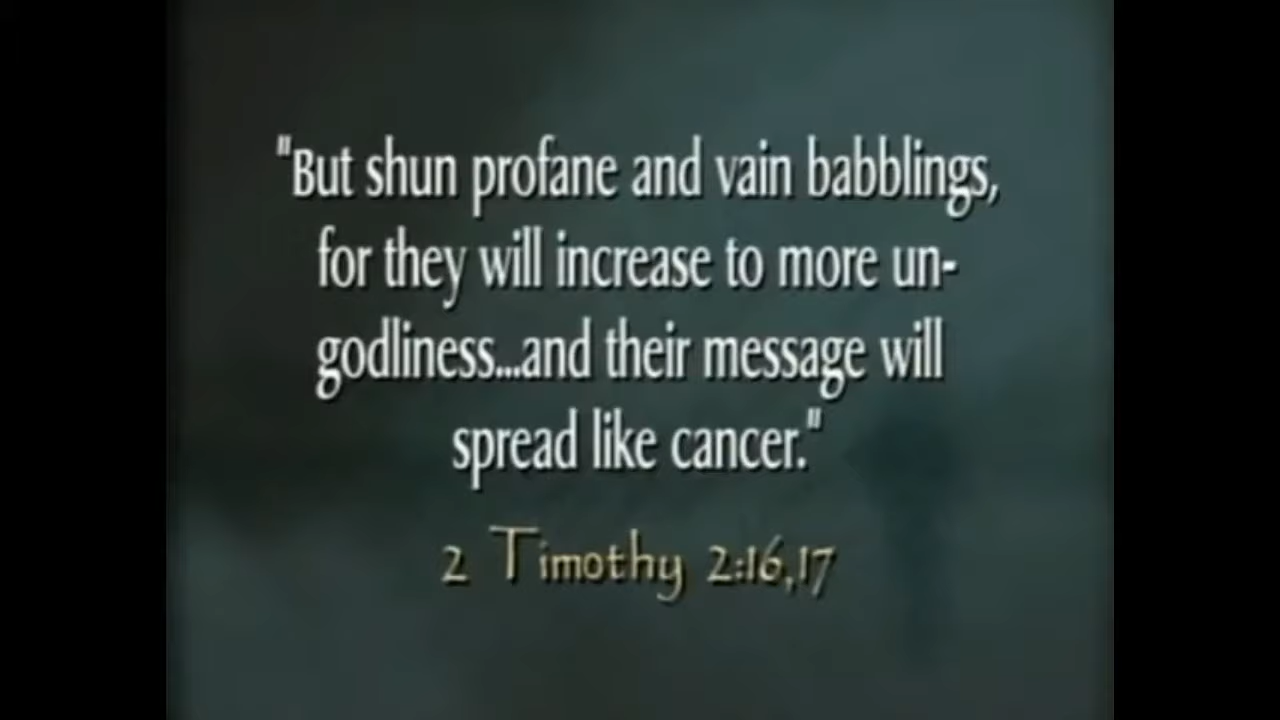 "But shun profane and vain babblings,
for they will increase to more un-
godliness...and their message will
spread like cancer."
2 Timothy 2:16,17